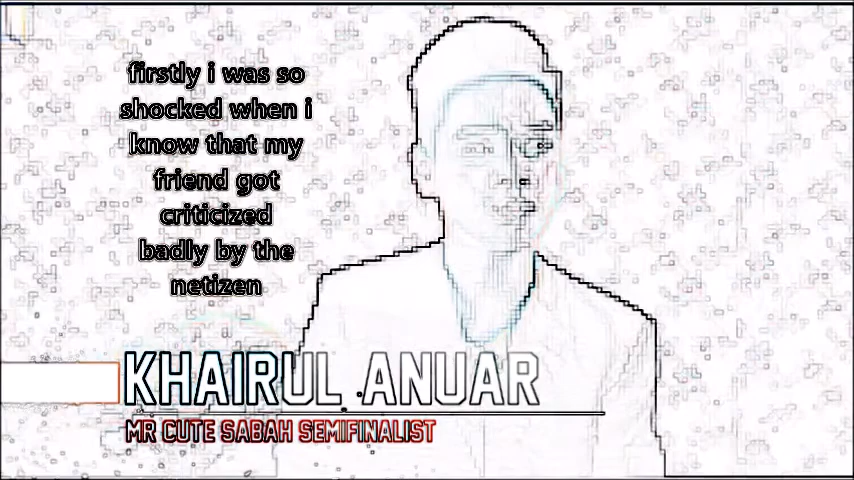 firstly i was so
shocked when i
know that my
friend got
criticized
badly by the
netizen
KHAIRUL ANUAR
MR CUTE SABAH SEMIFINALIST